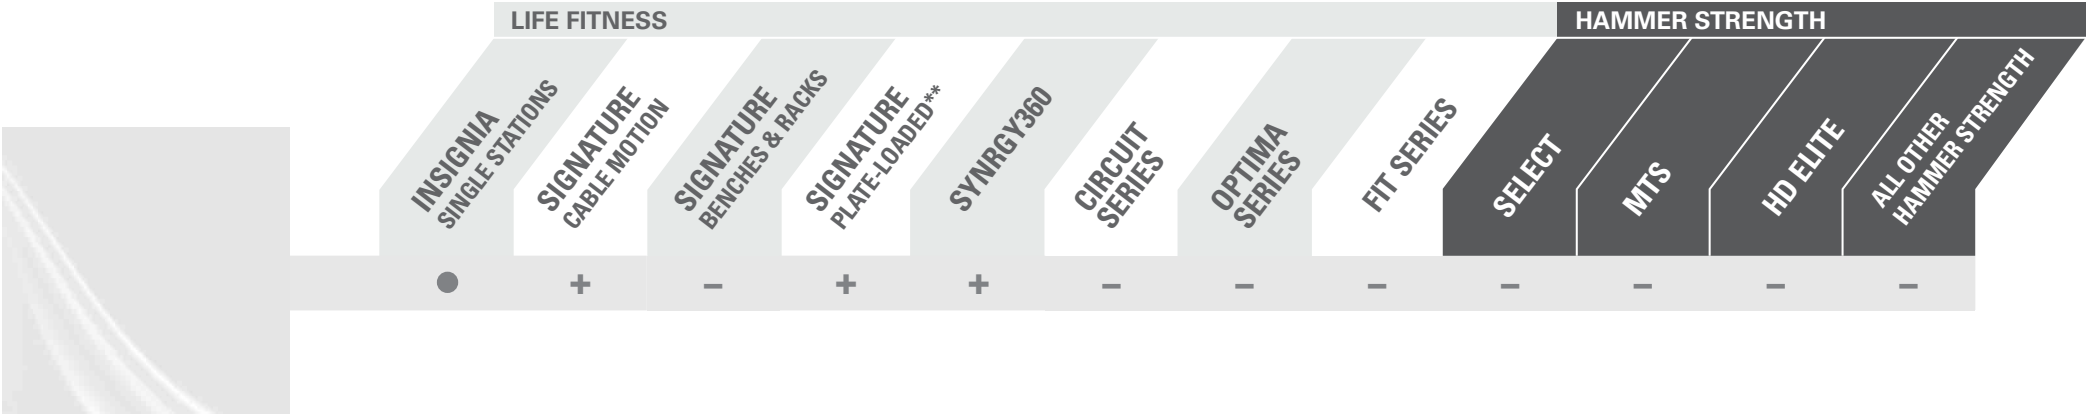 LIFE FITNESS
HAMMER STRENGTH
INSIGNIA
SINGLE STATIONS
SIGNATURE
CABLE MOTION
SIGNATURE
BENCHES & RACKS
SIGNATURE
PLATE-LOADED**
SYNRGY360
CIRCUIT
SERIES
OPTIMA
SERIES
FIT SERIES
SELECT
MTS
HD ELITE
ALL OTHER
HAMMER STRENGTH
● + – + + – – – – – – –